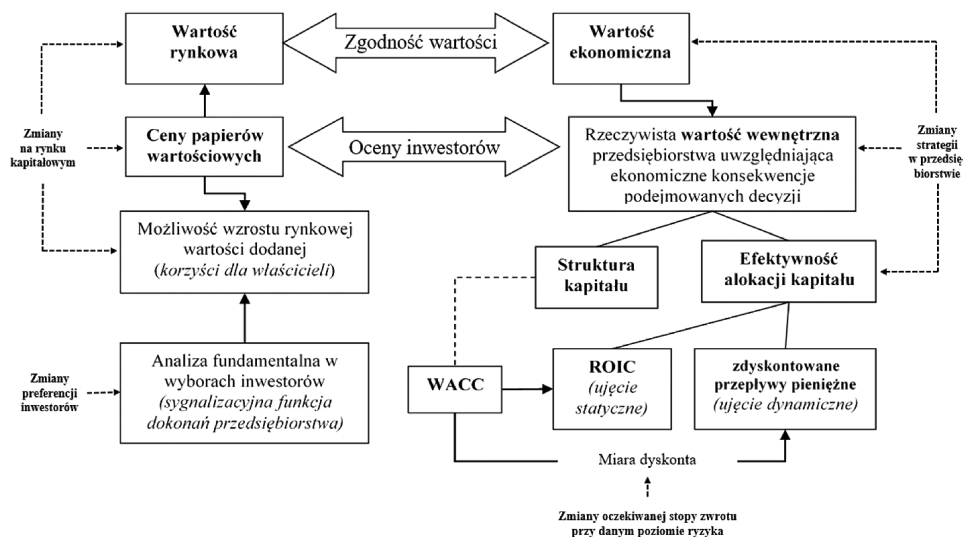 Wartość
rynkowa
Zgodność wartości
Wartość
ekonomiczna
Zmiany
na rynku
kapitałowym
Ceny papierów
wartościowych
Oceny inwestorów
Rzeczywista wartość wewnętrzna
przedsiębiorstwa uwzględniająca
ekonomiczne konsekwencje
podejmowanych decyzji
Zmiany
strategii
w przedsię-
biorstwie
Możliwość wzrostu rynkowej
wartości dodanej
(korzyści dla właścicieli)
Struktura
kapitału
Efektywność
alokacji kapitału
Zmiany
preferencji
inwestorów
Analiza fundamentalna w
wyborach inwestorów
(sygnalizacyjna funkcja
dokonań przedsiębiorstwa)
WACC
ROIC
(ujęcie
statyczne)
zdyskontowane
przepływy pieniężne
(ujęcie dynamiczne)
Miara dyskonta
Zmiany oczekiwanej stopy zwrotu
przy danym poziomie ryzyka